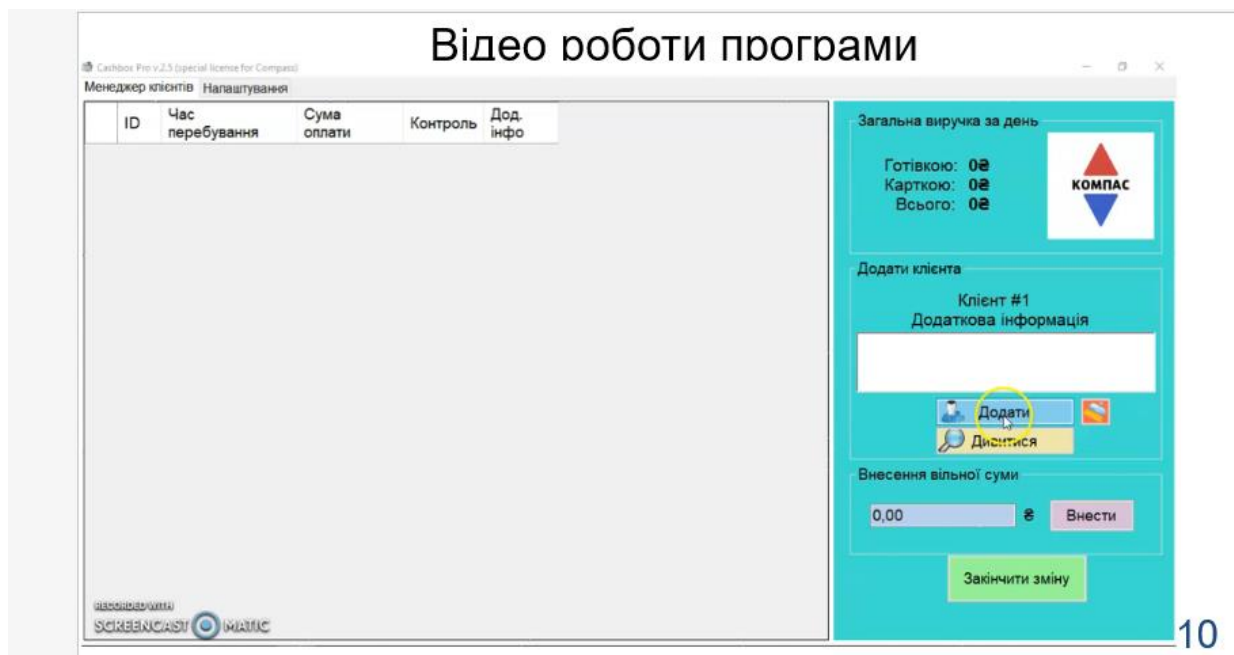 Відео роботи програми
Cashbox Pro v.2.5 (special license for Compass)
Менеджер клієнтів Налаштування
ID
Час перебування
Сума оплати
Контроль
Дод. інфо
Загальна виручка за день
Готівкою: 0₴
Карткою: 0₴
Всього: 0₴
КОМПАС
Додати клієнта
Клієнт #1
Додаткова інформація
Додати
Дивитися
Внесення вільної суми
0,00 ₴ Внести
Закінчити зміну
RECORDED WITH
SCREENCAST MATIC
10